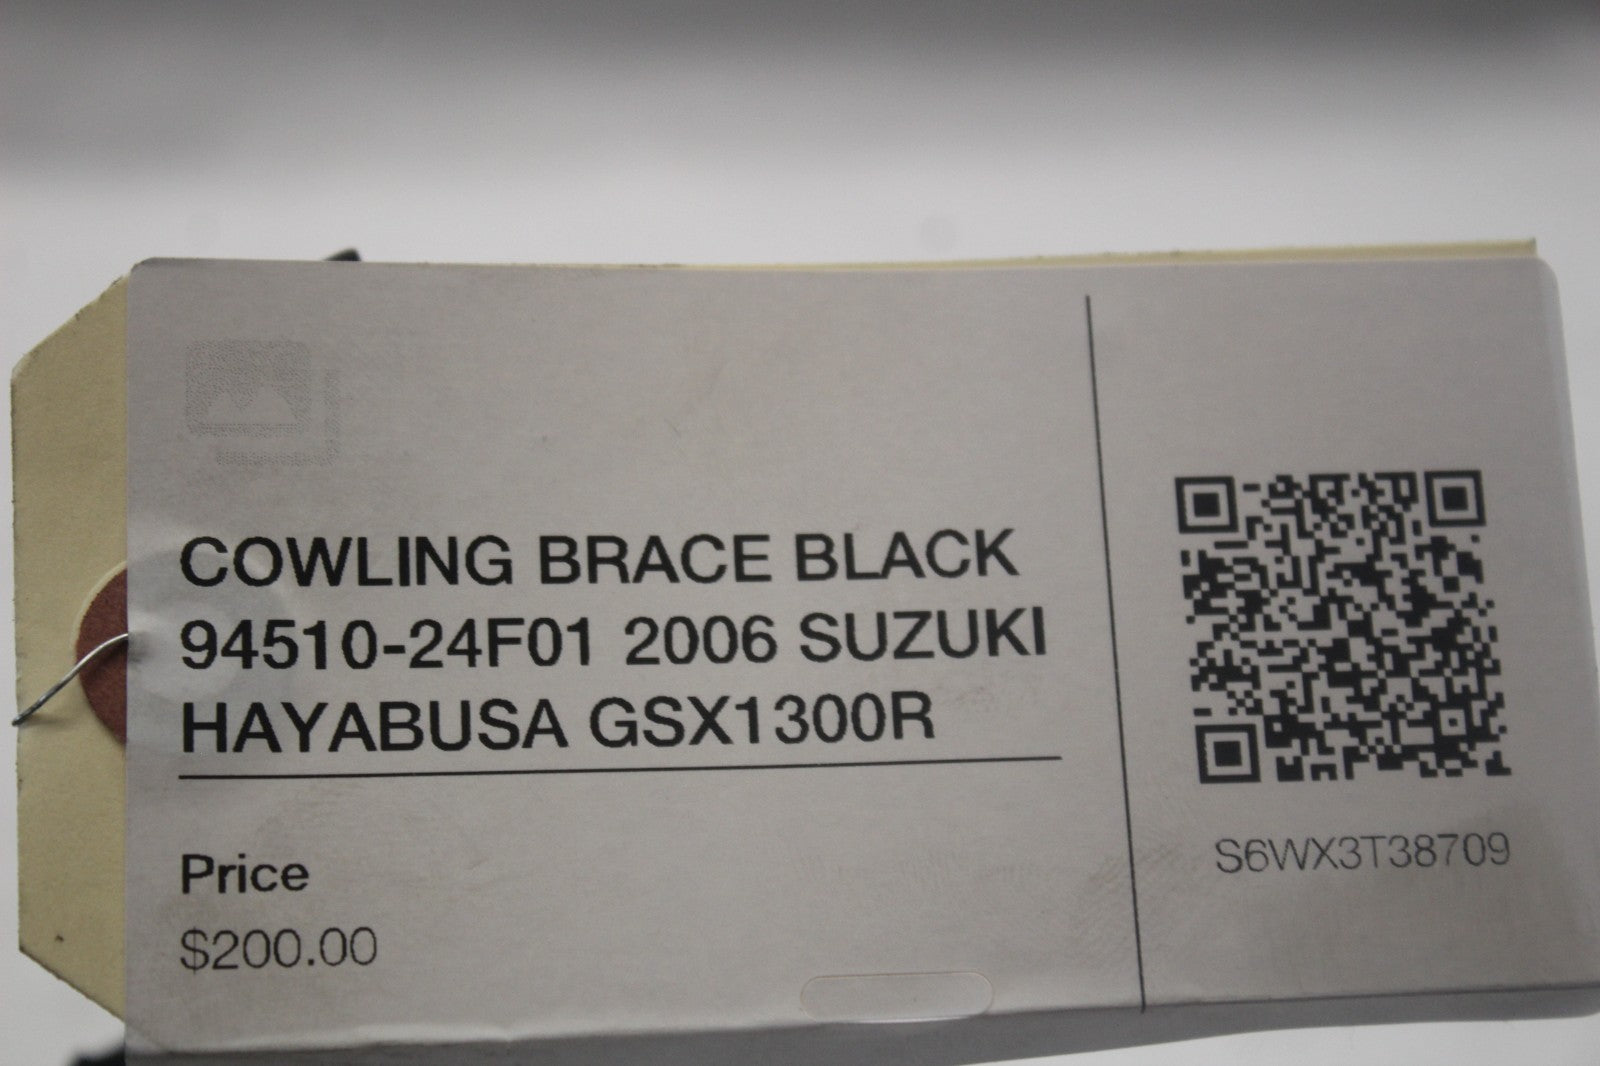 COWLING BRACE BLACK
94510-24F01 2006 SUZUKI
HAYABUSA GSX1300R
Price
$200.00
S6WX3T38709